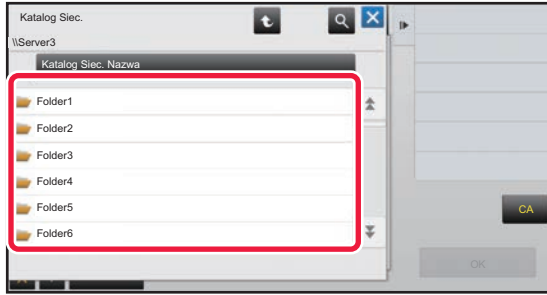 Katalog Siec.
\\Server3
Katalog Siec. Nazwa
Folder1
Folder2
Folder3
Folder4
Folder5
Folder6
CA
OK